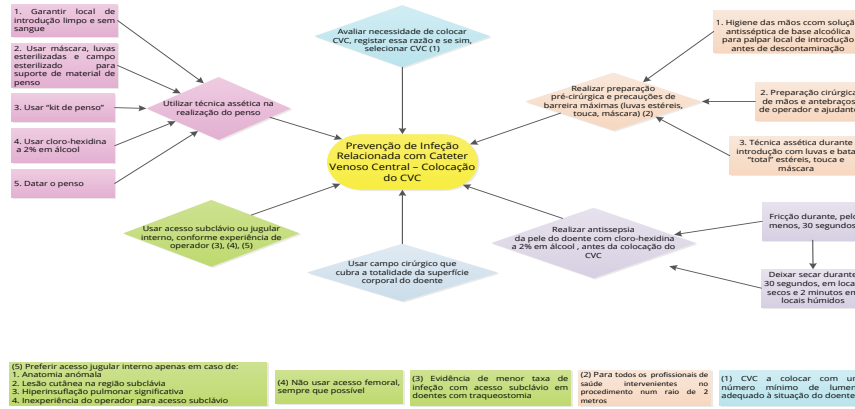 1. Garantir local de
introdução limpo e sem
sangue
2. Usar máscara, luvas
esterilizadas e campo
esterilizado para
suporte de material de
penso
3. Usar “kit de penso”
4. Usar cloro-hexidina
a 2% em álcool
5. Datar o penso
Utilizar técnica assética na
realização do penso
Avaliar necessidade de colocar
CVC, registar essa razão e se sim,
selecionar CVC (1)
Realizar preparação
pré-cirúrgica e precauções de
barreira máximas (luvas estéreis,
touca, máscara) (2)
1. Higiene das mãos ccom soluçã
antisséptica de base alcoólica
para palpar local de introdução
antes de descontaminação
2. Preparação cirúrgica
de mãos e antebraços
de operador e ajudante
3. Técnica assética durante
introdução com luvas e bata
“total” estéreis, touca e
máscara
Prevenção de Infeção
Relacionada com Cateter
Venoso Central – Colocação
do CVC
Usar acesso subclávio ou jugular
interno, conforme experiência de
operador (3), (4), (5)
Usar campo cirúrgico que
cubra a totalidade da superfície
corporal do doente
Realizar antissepsia
da pele do doente com cloro-hexidina
a 2% em álcool , antes da colocação do
CVC
Fricção durante, pelo
menos, 30 segundos
Deixar secar durante
30 segundos, em loca
secos e 2 minutos em
locais húmidos
(5) Preferir acesso jugular interno apenas em caso de:
1. Anatomia anómala
2. Lesão cutânea na região subclávia
3. Hiperinsuflação pulmonar significativa
4. Inexperiência do operador para acesso subclávio
(4) Não usar acesso femoral,
sempre que possível
(3) Evidência de menor taxa de
infeção com acesso subclávio em
doentes com traqueostomia
(2) Para todos os profissionais de
saúde intervenientes no
procedimento num raio de 2
metros
(1) CVC a colocar com um
número mínimo de lumen
adequado à situação do doente